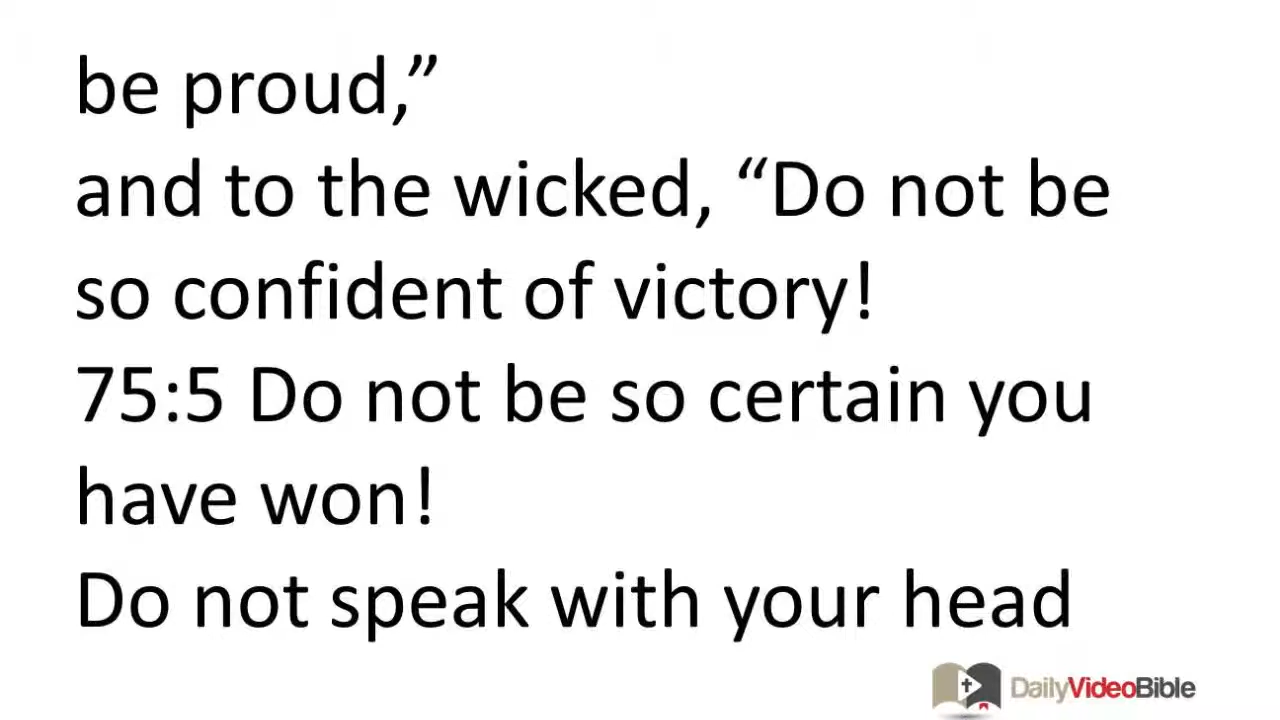 be proud,”
and to the wicked, “Do not be
so confident of victory!
75:5 Do not be so certain you
have won!
Do not speak with your head
DailyVideoBible